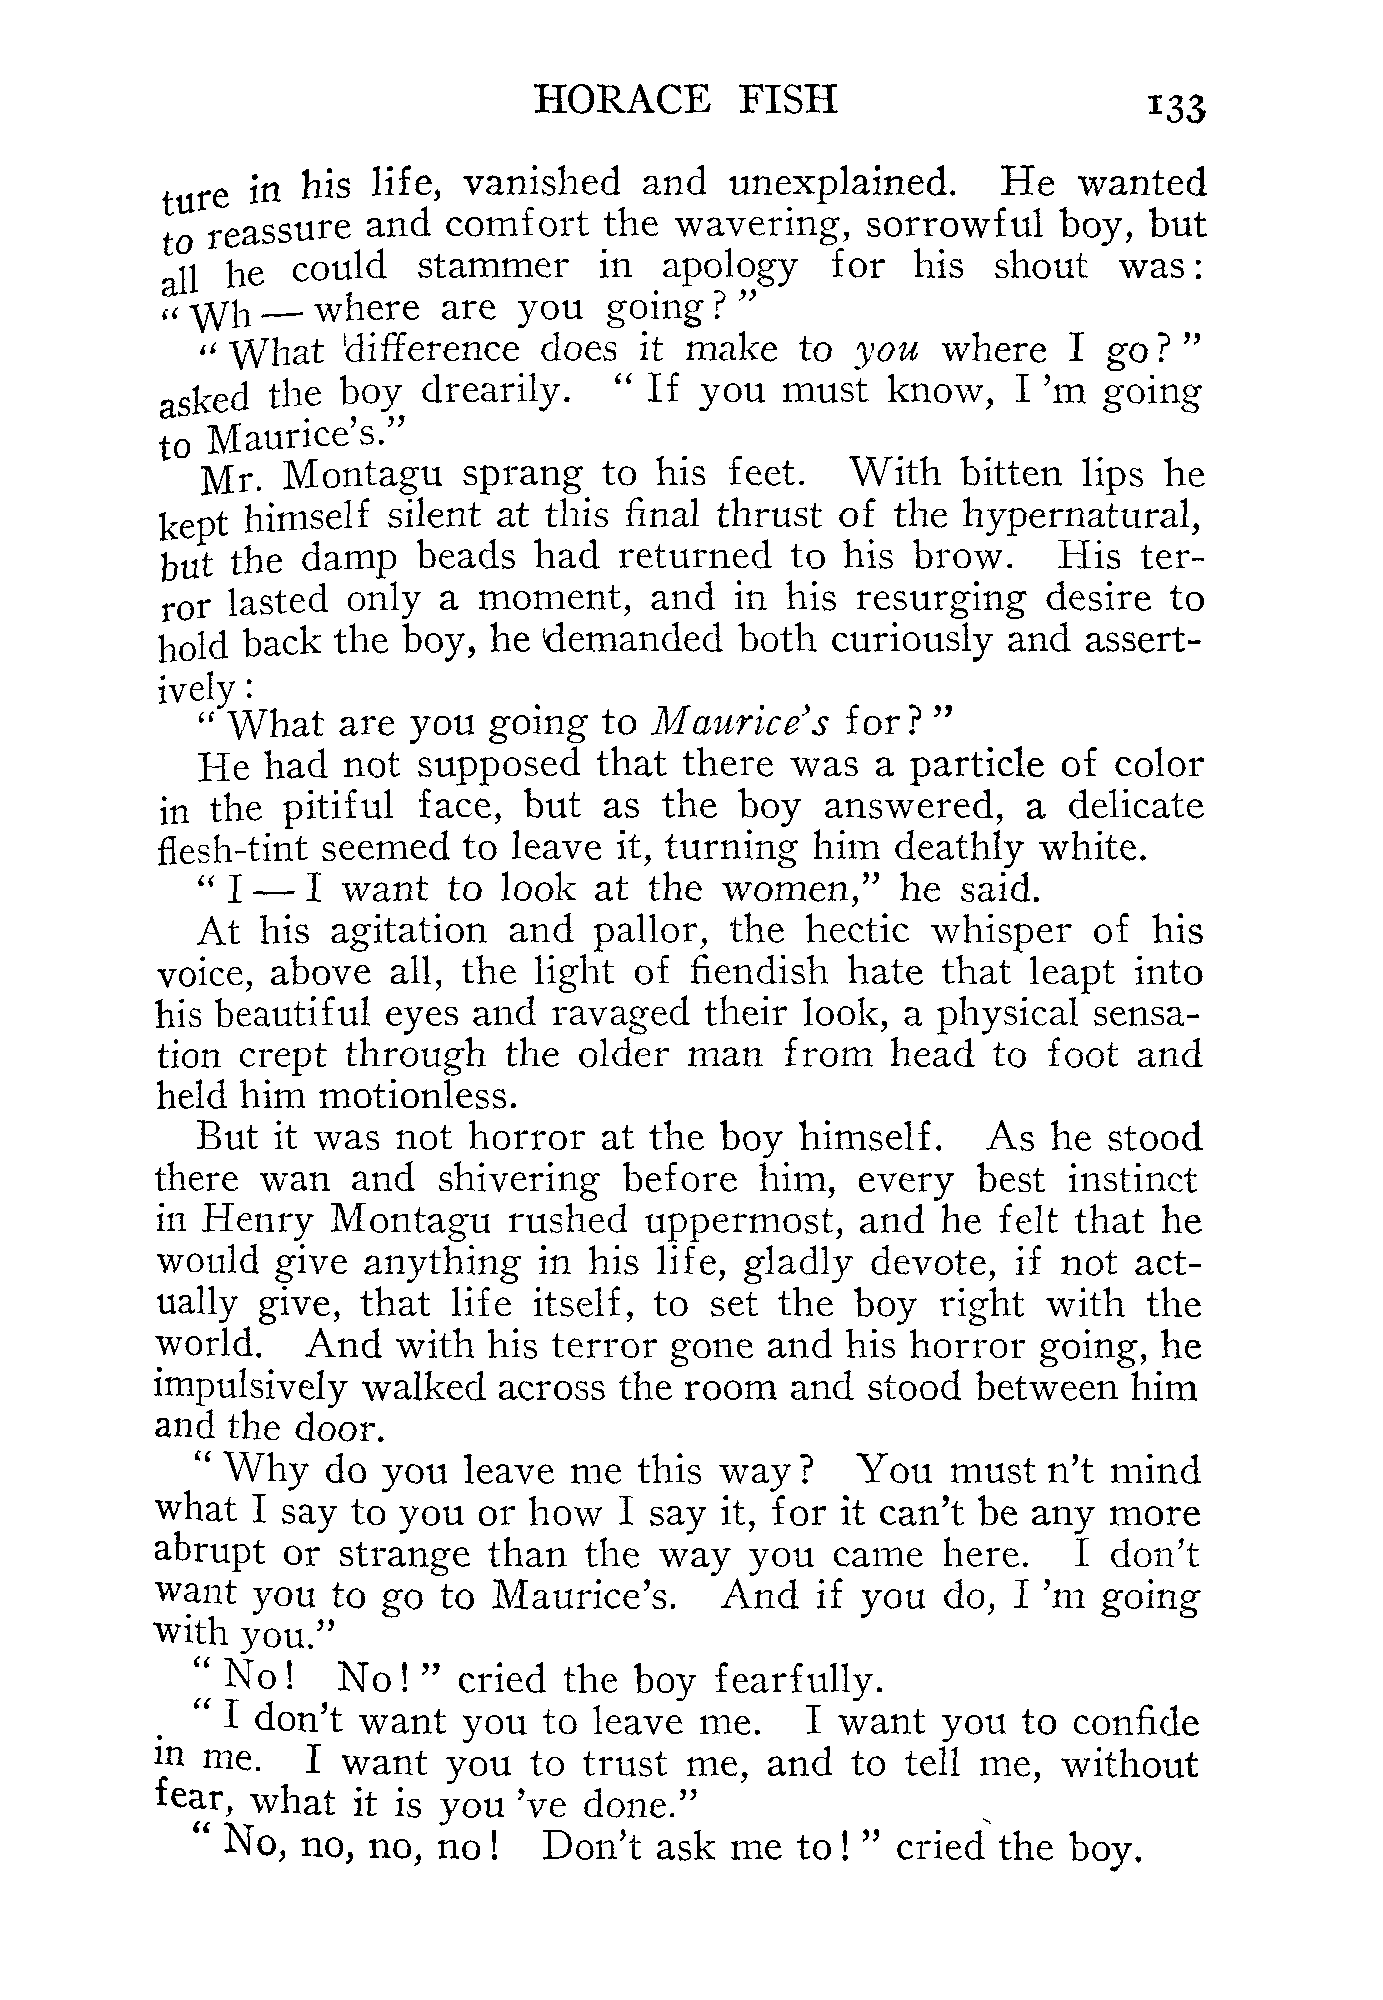 HORACE FISH 133
ture in his life, vanished and unexplained. He wanted
to reassure and comfort the wavering, sorrowful boy, but
all he could stammer in apology for his shout was:
“Wh — where are you going?”
“What difference does it make to you where I go?”
asked the boy drearily. “If you must know, I 'm going
to Maurice's.”
Mr. Montagu sprang to his feet. With bitten lips he
kept himself silent at this final thrust of the hypernatural,
but the damp beads had returned to his brow. His ter-
ror lasted only a moment, and in his resurging desire to
hold back the boy, he demanded both curiously and assert-
ively:
“What are you going to Maurice's for?”
He had not supposed that there was a particle of color
in the pitiful face, but as the boy answered, a delicate
flesh-tint seemed to leave it, turning him deathly white.
“I — I want to look at the women,” he said.
At his agitation and pallor, the hectic whisper of his
voice, above all, the light of fiendish hate that leapt into
his beautiful eyes and ravaged their look, a physical sensa-
tion crept through the older man from head to foot and
held him motionless.
But it was not horror at the boy himself. As he stood
there wan and shivering before him, every best instinct
in Henry Montagu rushed uppermost, and he felt that he
would give anything in his life, gladly devote, if not act-
ually give, that life itself, to set the boy right with the
world. And with his terror gone and his horror going, he
impulsively walked across the room and stood between him
and the door.
“Why do you leave me this way? You must n't mind
what I say to you or how I say it, for it can't be any more
abrupt or strange than the way you came here. I don't
want you to go to Maurice's. And if you do, I 'm going
with you.”
“No! No!” cried the boy fearfully.
“I don't want you to leave me. I want you to confide
in me. I want you to trust me, and to tell me, without
fear, what it is you 've done.”
“No, no, no, no! Don't ask me to!” cried the boy.